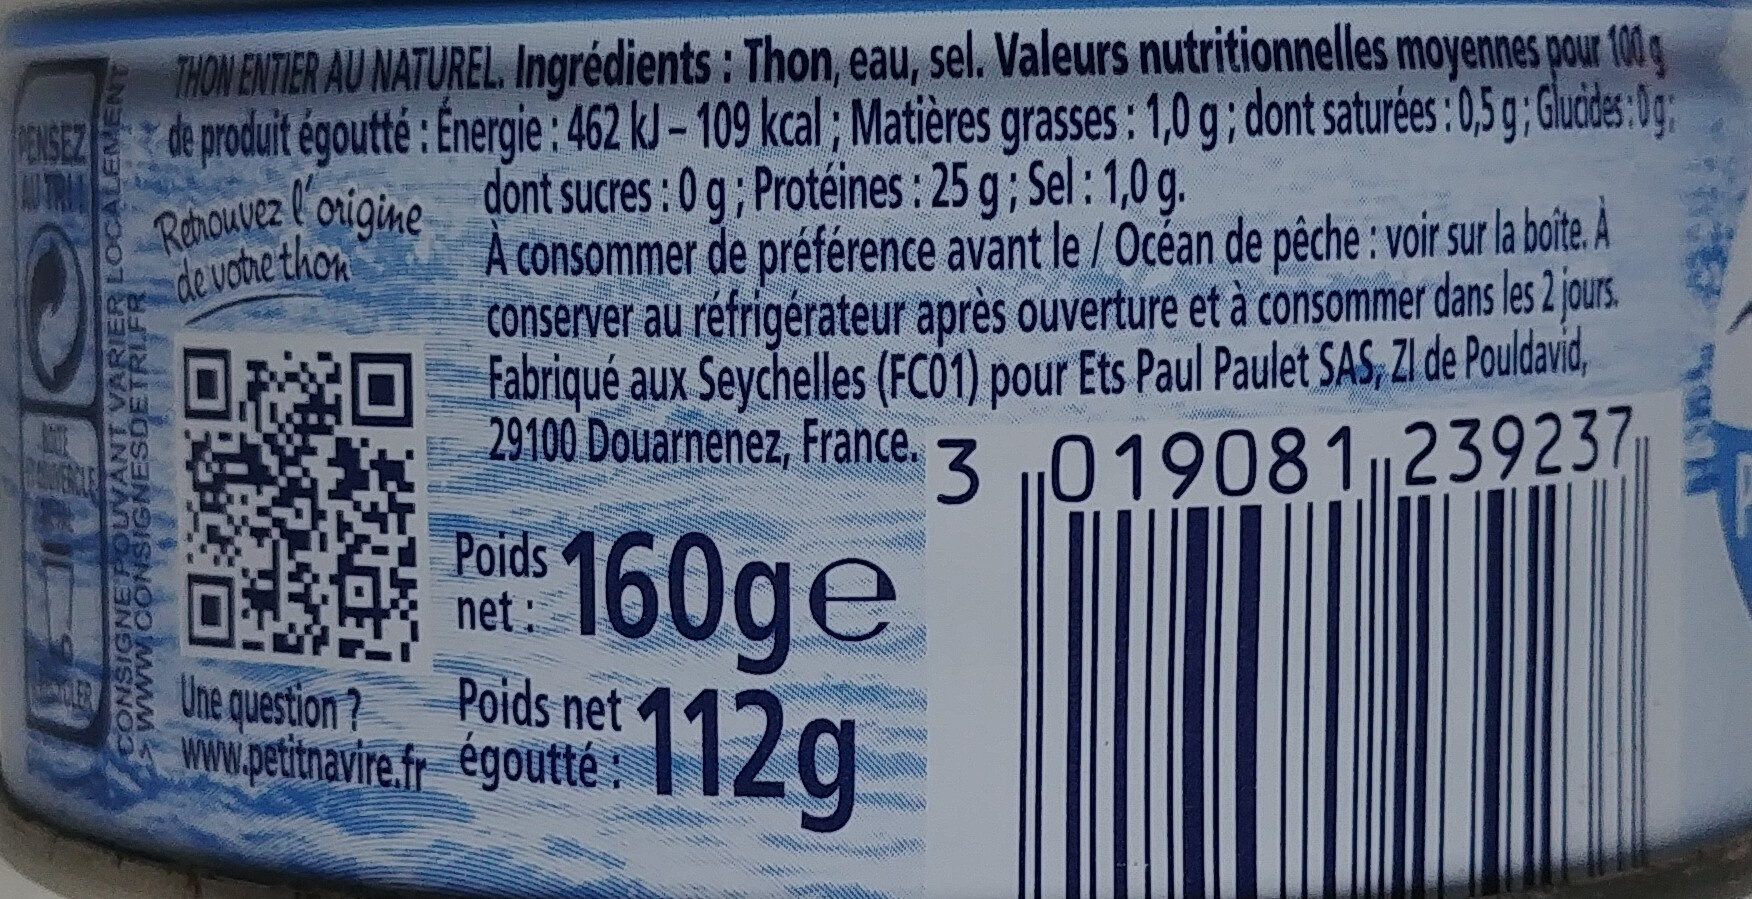 THON ENTIER AU NATUREL. Ingrédients : Thon, eau, sel. Valeurs nutritionnelles moyennes pour 100 g
de produit égoutté : Énergie : 462 kJ – 109 kcal ; Matières grasses : 1,0 g ; dont saturées : 0,5 g ; Glucides : 0 g ;
dont sucres : 0 g ; Protéines : 25 g ; Sel : 1,0 g.
À consommer de préférence avant le / Océan de pêche : voir sur la boîte. À
conserver au réfrigérateur après ouverture et à consommer dans les 2 jours.
Fabriqué aux Seychelles (FC01) pour Ets Paul Paulet SAS, ZI de Pouldavid,
29100 Douarnenez, France.
Retrouvez l'origine
de votre thon
3 019081 239237
Poids
net : 160g e
Poids net
égoutté : 112g
Une question ?
www.petitnavire.fr
PENSEZ
AU TRI !
CONSIGNE POUVANT VARIER LOCALEMENT
> WWW.CONSIGNESDETRI.FR